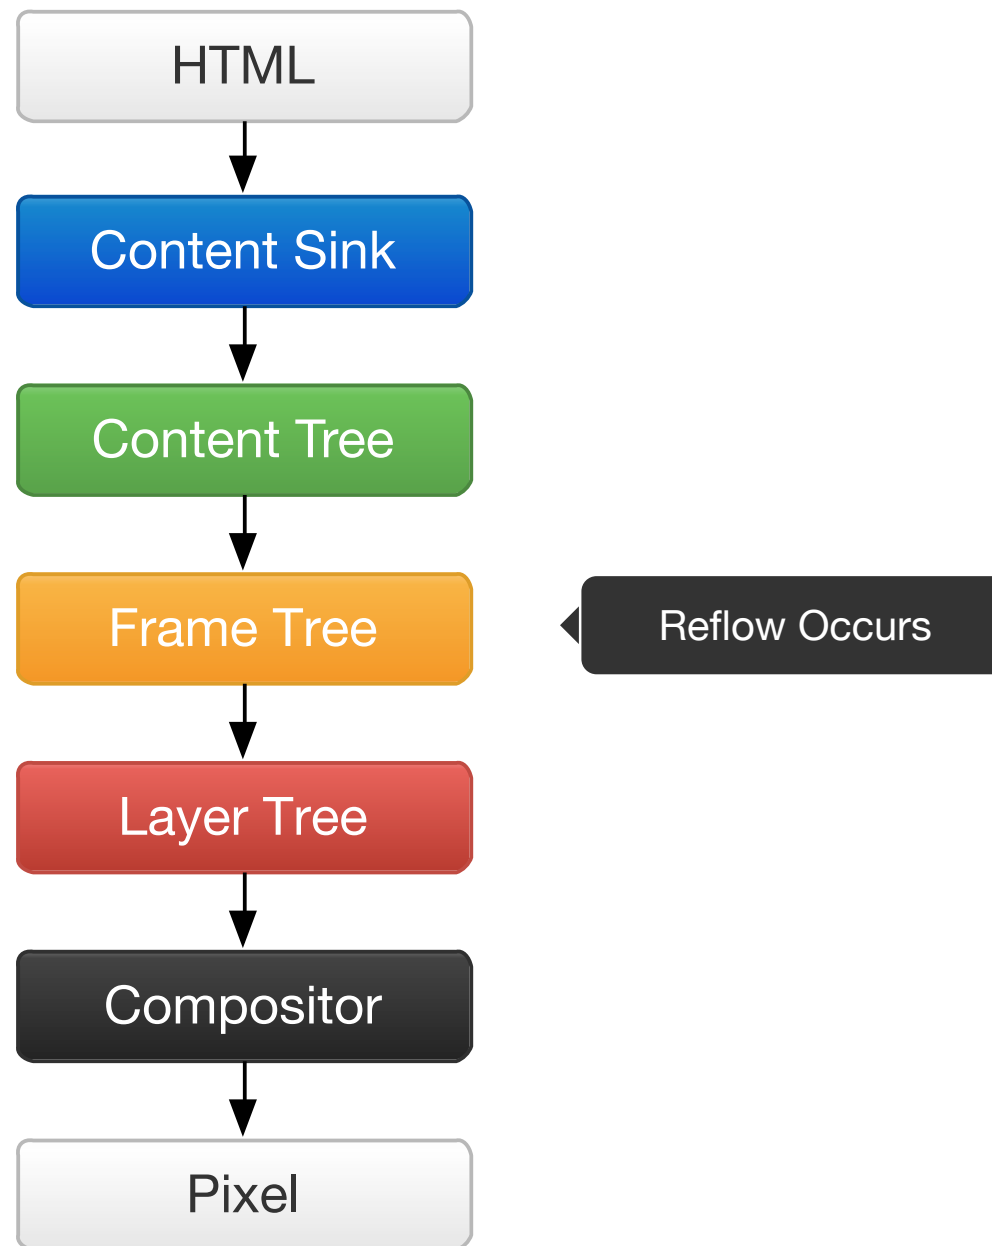 HTML
Content Sink
Content Tree
Frame Tree
Reflow Occurs
Layer Tree
Compositor
Pixel